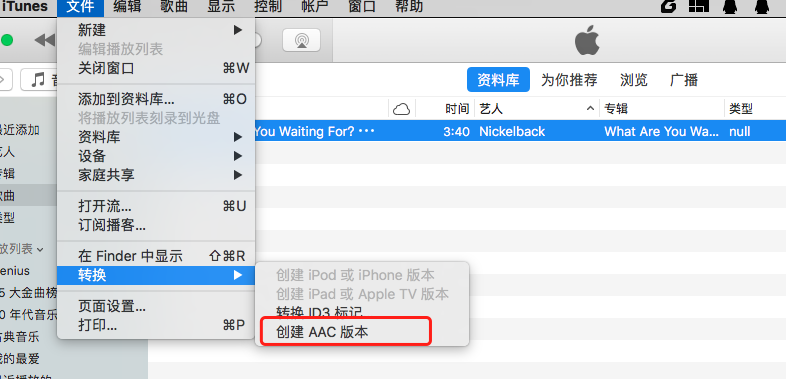 iTunes 文件 编辑 歌曲 显示 控制 帐户 窗口 帮助
新建
编辑播放列表
关闭窗口 ⌘W
资料库 为你推荐 浏览 广播
添加到资料库... ⌘O
时间 艺人 专辑 类型
将播放列表刻录到光盘
You Waiting For? ••• 3:40 Nickelback What Are You Wa... null
资料库
设备
家庭共享
打开流... ⌘U
订阅播客...
在 Finder 中显示 ⇧⌘R
转换
创建 iPod 或 iPhone 版本
创建 iPad 或 Apple TV 版本
转换 ID3 标记
创建 AAC 版本
页面设置...
打印... ⌘P
最近添加
艺人
专辑
歌曲
类型
播放列表
enius
5 大金曲榜
0 年代音乐
古典音乐
我的最爱